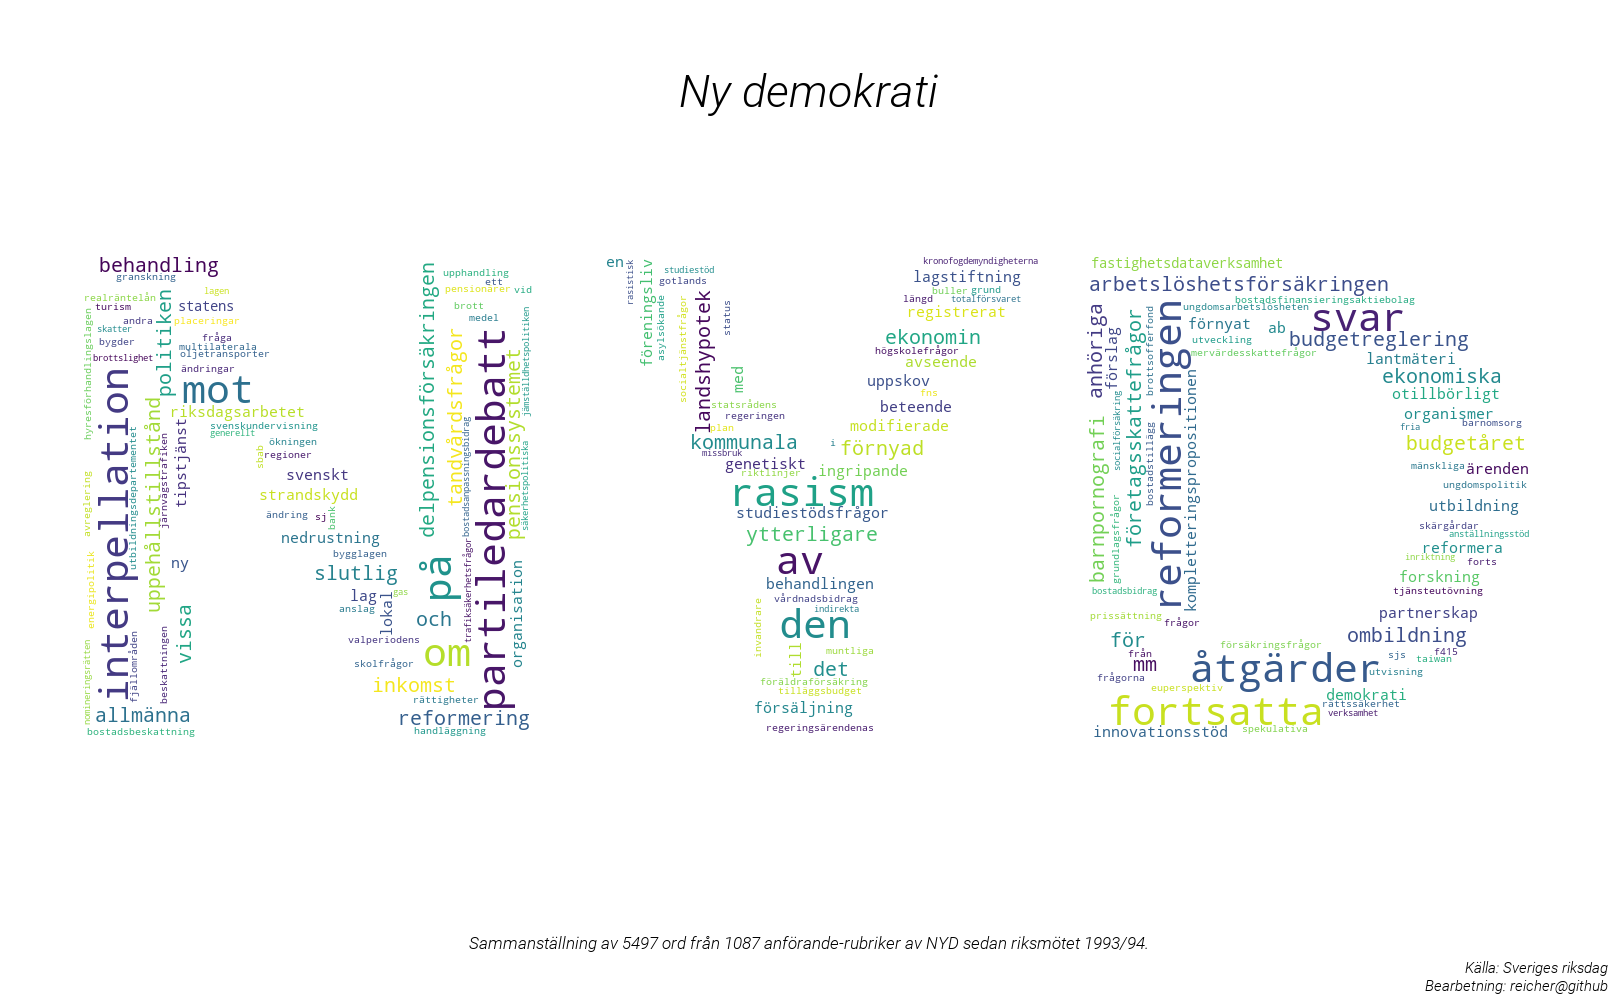 Ny demokrati
behandling
granskning
lagen
realräntelån
turism
statens
andra
placeringar
skatter
fråga
bygder
multilaterala
brottslighet
oljetransporter
ändringar
hyresförhandlingslagen
politiken
mot
riksdagsarbetet
svenskundervisning
generellt
ökningen
regioner
sbab
svenskt
strandskydd
ändring
sj
bank
nedrustning
bygglagen
slutlig
ny
lag
gas
anslag
lokal
och
valperiodens
skolfrågor
interpellation
uppehållstillstånd
utbildningsdepartementet
järnvägstrafiken
tipstjänst
avreglering
energipolitik
vissa
fjällområden
beskattningen
nomineringsrätten
allmänna
bostadsbeskattning
inkomst
rättigheter
reformering
handläggning
om
på
delpensionsförsäkringen
upphandling
ett
pensionärer
vid
brott
medel
tandvårdsfrågor
partiledardebatt
pensionssystemet
jämställdhetspolitiken
bostadsanpassningsbidrag
säkerhetspolitiska
trafiksäkerhetsfrågor
organisation
en
rasistisk
föreningsliv
studiestöd
gotlands
asylsökande
socialtjänstfrågor
landshypotek
status
med
statsrådens
regeringen
plan
kommunala
missbruk
genetiskt
riktlinjer
i
ingripande
förnyad
modifierade
beteende
fns
uppskov
avseende
högskolefrågor
ekonomin
registrerat
längd
totalförsvaret
buller
grund
lagstiftning
kronofogdemyndigheterna
rasism
studiestödsfrågor
ytterligare
av
behandlingen
vårdnadsbidrag
indirekta
invandrare
den
till
muntliga
det
föräldraförsäkring
tilläggsbudget
försäljning
regeringsärendenas
fastighetsdataverksamhet
arbetslöshetsförsäkringen
bostadsfinansieringsaktiebolag
ungdomsarbetslösheten
svar
förnyat
ab
budgetreglering
utveckling
mervärdesskattefrågor
lantmäteri
ekonomiska
otillbörligt
organismer
barnomsorg
fria
budgetåret
mänskliga
ärenden
ungdomspolitik
utbildning
skärgårdar
anställningsstöd
reformera
inriktning
forts
forskning
tjänsteutövning
partnerskap
ombildning
f415
sjs
taiwan
utvisning
anhöriga
förslag
företagsskattefrågor
brottsofferfond
reformeringen
kompletteringspropositionen
socialförsäkring
bostadstillägg
barnpornografi
grundlagsfrågor
bostadsbidrag
prissättning
frågor
för
från
mm
frågorna
försäkringsfrågor
åtgärder
euperspektiv
demokrati
rättssäkerhet
verksamhet
fortsatta
innovationsstöd
spekulativa
Sammanställning av 5497 ord från 1087 anförande-rubriker av NYD sedan riksmötet 1993/94.
Källa: Sveriges riksdag
Bearbetning: reicher@github